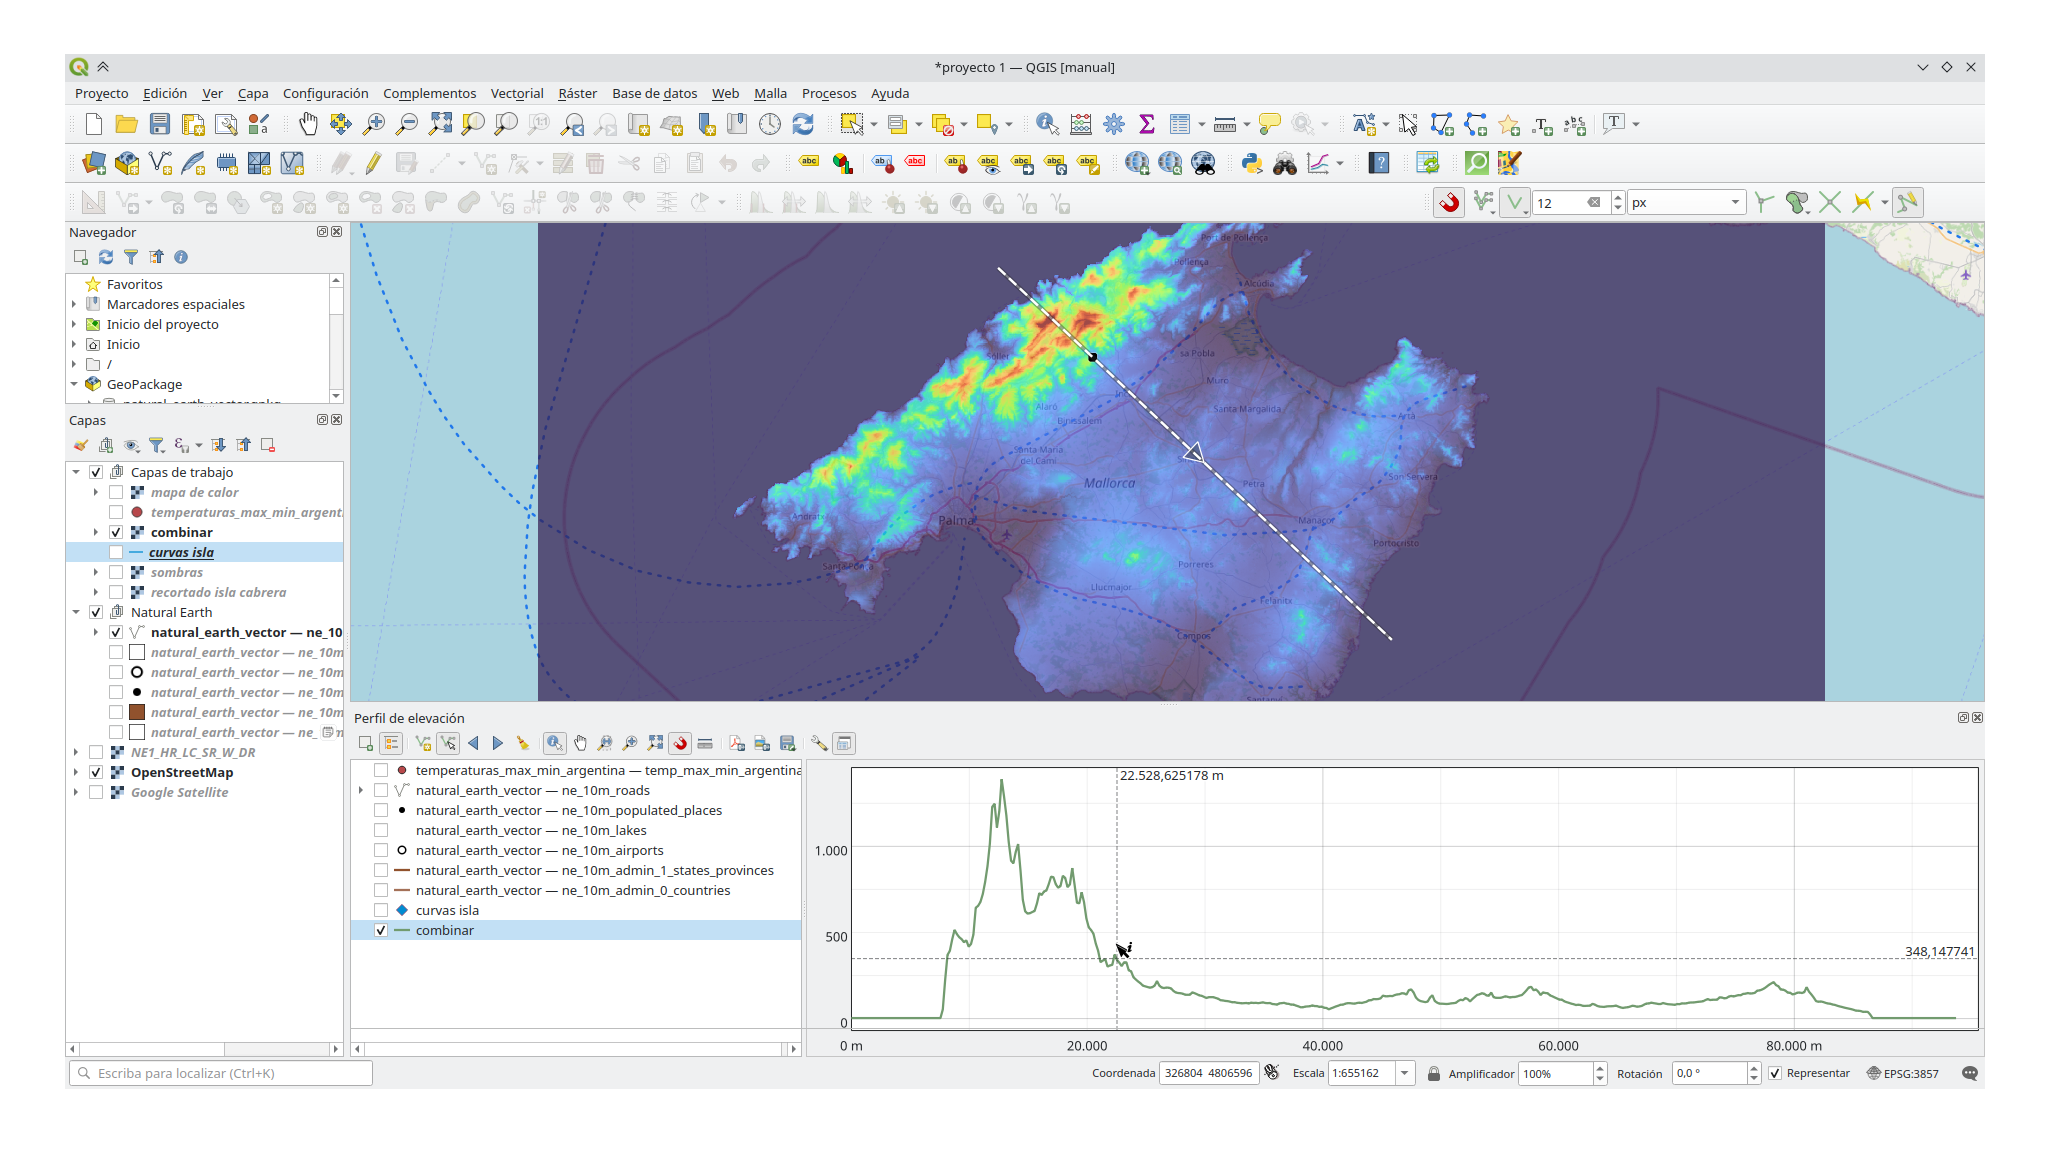 *proyecto 1 — QGIS [manual]
Proyecto Edición Ver Capa Configuración Complementos Vectorial Ráster Base de datos Web Malla Procesos Ayuda
12 px
Navegador
Favoritos
Marcadores espaciales
Inicio del proyecto
Inicio
/
GeoPackage
Capas
Capas de trabajo
mapa de calor
temperaturas_max_min_argent
combinar
curvas isla
sombras
recortado isla cabrera
Natural Earth
natural_earth_vector — ne_10
natural_earth_vector — ne_10m
natural_earth_vector — ne_10m
natural_earth_vector — ne_10m
natural_earth_vector — ne_10m
natural_earth_vector — ne_
NE1_HR_LC_SR_W_DR
OpenStreetMap
Google Satellite
Port de Pollença
Pollença
Alcúdia
sa Pobla
Sóller
Muro
Alaró
Binissalem
Santa Margalida
Artà
Santa Maria
del Camí
Mallorca
Petra
Son Servera
Andratx
Palma
Manacor
Portocristo
Santa Ponça
Porreres
Llucmajor
Felanitx
Campos
Perfil de elevación
temperaturas_max_min_argentina — temp_max_min_argentina
natural_earth_vector — ne_10m_roads
natural_earth_vector — ne_10m_populated_places
natural_earth_vector — ne_10m_lakes
natural_earth_vector — ne_10m_airports
natural_earth_vector — ne_10m_admin_1_states_provinces
natural_earth_vector — ne_10m_admin_0_countries
curvas isla
combinar
22.528,625178 m
1.000
500
348,147741
0
0 m 20.000 40.000 60.000 80.000 m
Escriba para localizar (Ctrl+K)
Coordenada 326804 4806596 Escala 1:655162 Amplificador 100% Rotación 0,0 ° Representar EPSG:3857